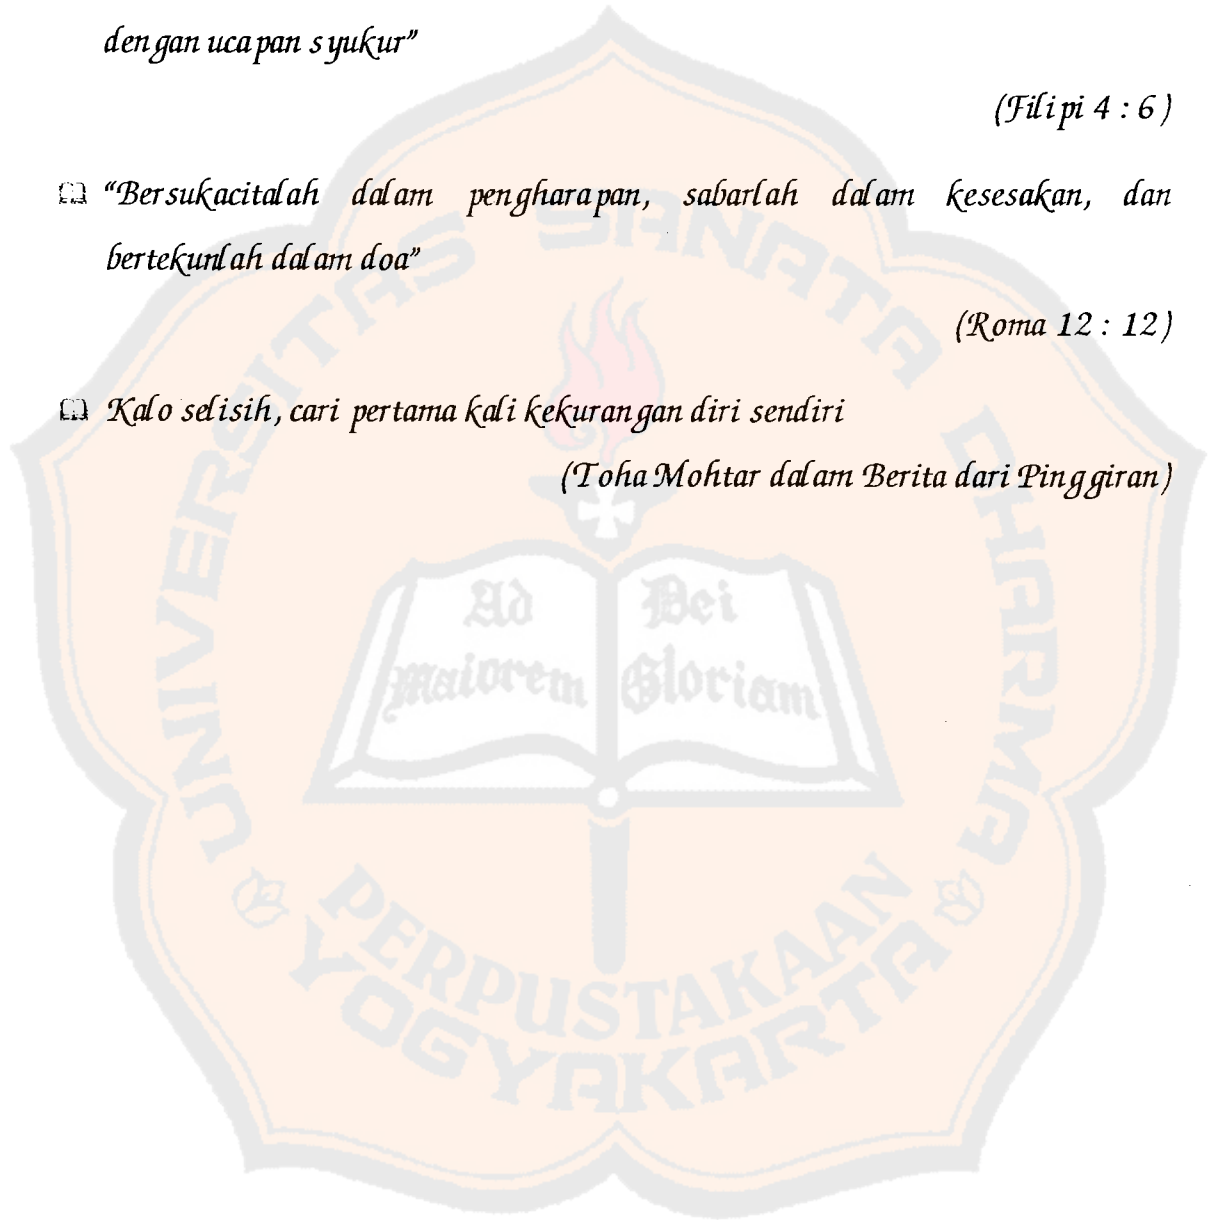 dengan ucapan syukur”
(Filipi 4 : 6)
“Bersukacitalah dalam pengharapan, sabarlah dalam kesesakan, dan
bertekunlah dalam doa”
(Roma 12 : 12)
Kalo selisih, cari pertama kali kekurangan diri sendiri
(Toha Mohtar dalam Berita dari Pinggiran)
UNIVERSITAS SANATA DHARMA
Ad Dei
Maiorem Gloriam
PERPUSTAKAAN
YOGYAKARTA